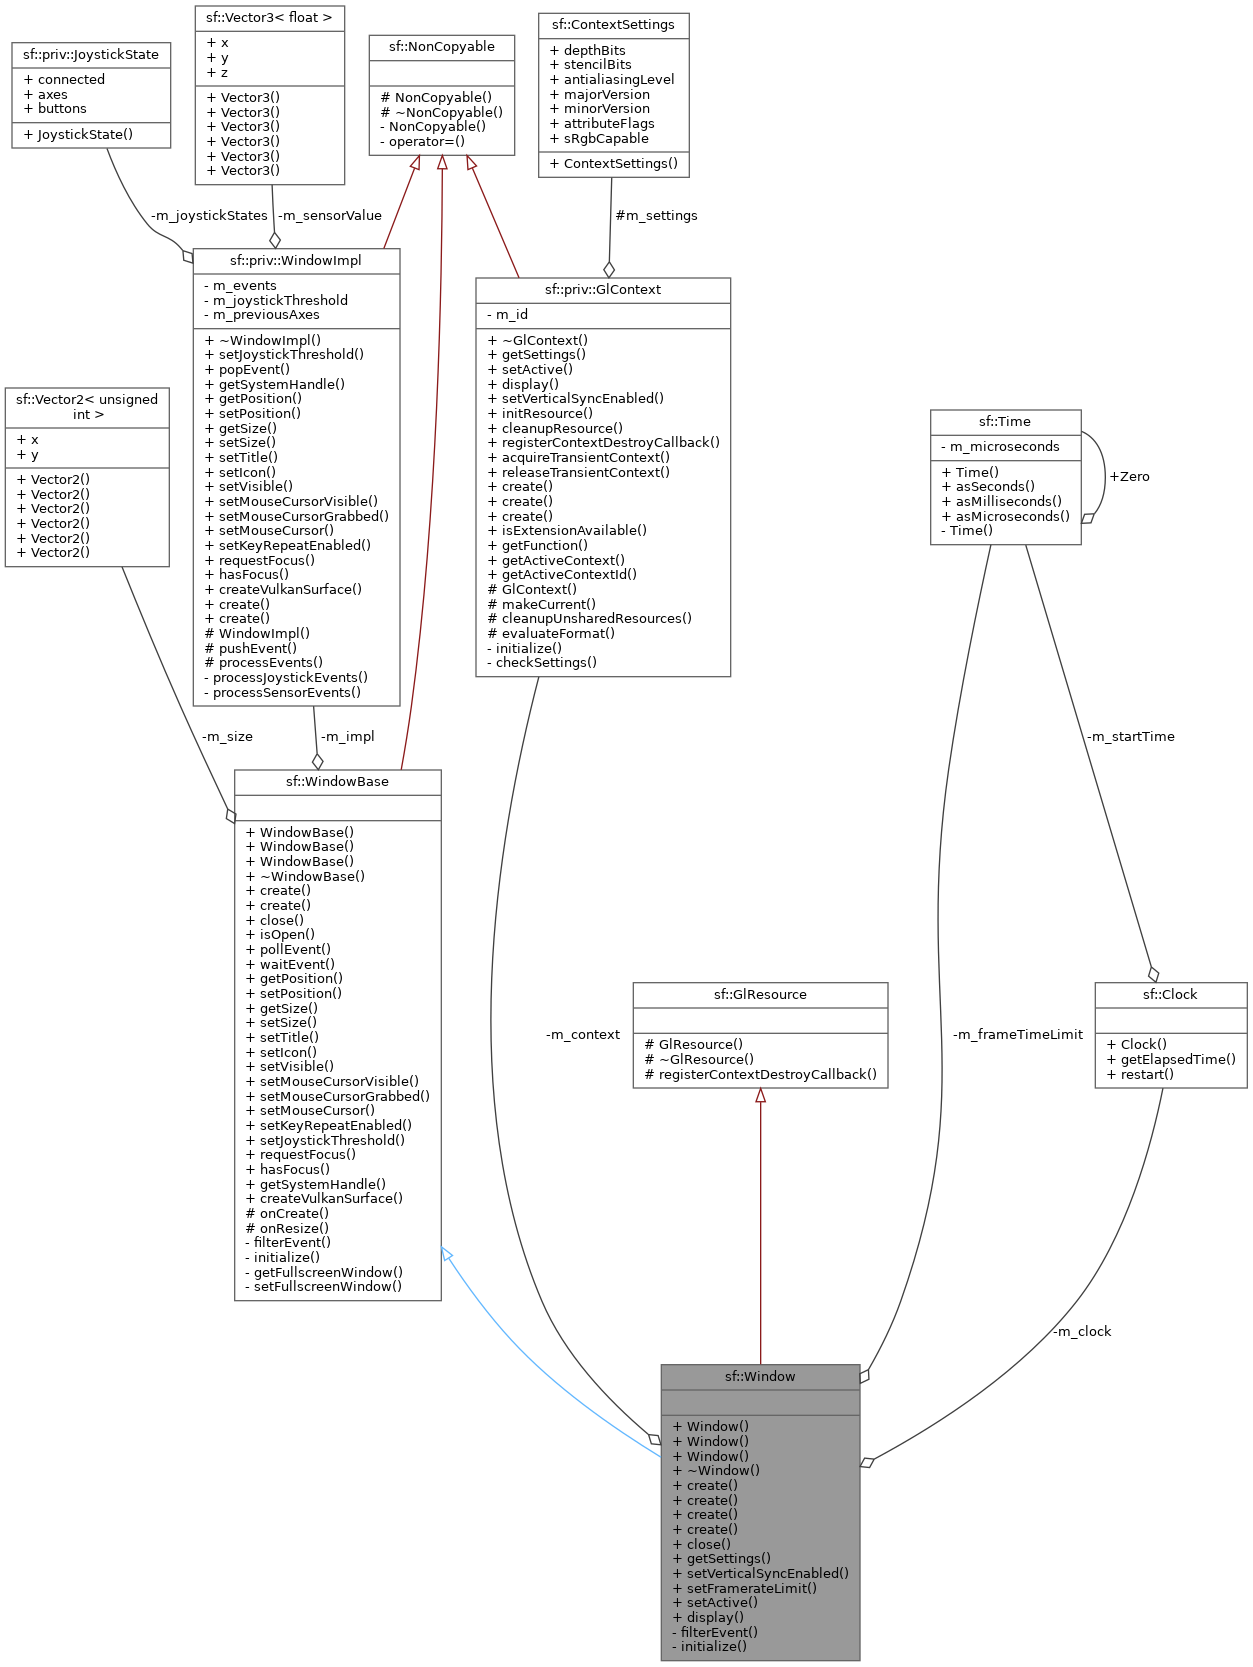 sf::Vector3< float >
+ x
+ y
+ z
+ Vector3()
+ Vector3()
+ Vector3()
+ Vector3()
+ Vector3()
+ Vector3()
sf::priv::JoystickState
+ connected
+ axes
+ buttons
+ JoystickState()
sf::NonCopyable
# NonCopyable()
# ~NonCopyable()
- NonCopyable()
- operator=()
sf::ContextSettings
+ depthBits
+ stencilBits
+ antialiasingLevel
+ majorVersion
+ minorVersion
+ attributeFlags
+ sRgbCapable
+ ContextSettings()
-m_joystickStates
-m_sensorValue
#m_settings
sf::priv::WindowImpl
- m_events
- m_joystickThreshold
- m_previousAxes
+ ~WindowImpl()
+ setJoystickThreshold()
+ popEvent()
+ getSystemHandle()
+ getPosition()
+ setPosition()
+ getSize()
+ setSize()
+ setTitle()
+ setIcon()
+ setVisible()
+ setMouseCursorVisible()
+ setMouseCursorGrabbed()
+ setMouseCursor()
+ setKeyRepeatEnabled()
+ requestFocus()
+ hasFocus()
+ createVulkanSurface()
+ create()
+ create()
# WindowImpl()
# pushEvent()
# processEvents()
- processJoystickEvents()
- processSensorEvents()
sf::priv::GlContext
- m_id
+ ~GlContext()
+ getSettings()
+ setActive()
+ display()
+ setVerticalSyncEnabled()
+ initResource()
+ cleanupResource()
+ registerContextDestroyCallback()
+ acquireTransientContext()
+ releaseTransientContext()
+ create()
+ create()
+ create()
+ isExtensionAvailable()
+ getFunction()
+ getActiveContext()
+ getActiveContextId()
# GlContext()
# makeCurrent()
# cleanupUnsharedResources()
# evaluateFormat()
- initialize()
- checkSettings()
sf::Vector2< unsigned
int >
+ x
+ y
+ Vector2()
+ Vector2()
+ Vector2()
+ Vector2()
+ Vector2()
+ Vector2()
sf::Time
- m_microseconds
+ Time()
+ asSeconds()
+ asMilliseconds()
+ asMicroseconds()
- Time()
+Zero
-m_size
-m_impl
-m_startTime
sf::WindowBase
+ WindowBase()
+ WindowBase()
+ WindowBase()
+ ~WindowBase()
+ create()
+ create()
+ close()
+ isOpen()
+ pollEvent()
+ waitEvent()
+ getPosition()
+ setPosition()
+ getSize()
+ setSize()
+ setTitle()
+ setIcon()
+ setVisible()
+ setMouseCursorVisible()
+ setMouseCursorGrabbed()
+ setMouseCursor()
+ setKeyRepeatEnabled()
+ setJoystickThreshold()
+ requestFocus()
+ hasFocus()
+ getSystemHandle()
+ createVulkanSurface()
# onCreate()
# onResize()
- filterEvent()
- initialize()
- getFullscreenWindow()
- setFullscreenWindow()
-m_context
sf::GlResource
# GlResource()
# ~GlResource()
# registerContextDestroyCallback()
-m_frameTimeLimit
sf::Clock
+ Clock()
+ getElapsedTime()
+ restart()
-m_clock
sf::Window
+ Window()
+ Window()
+ Window()
+ ~Window()
+ create()
+ create()
+ create()
+ create()
+ close()
+ getSettings()
+ setVerticalSyncEnabled()
+ setFramerateLimit()
+ setActive()
+ display()
- filterEvent()
- initialize()